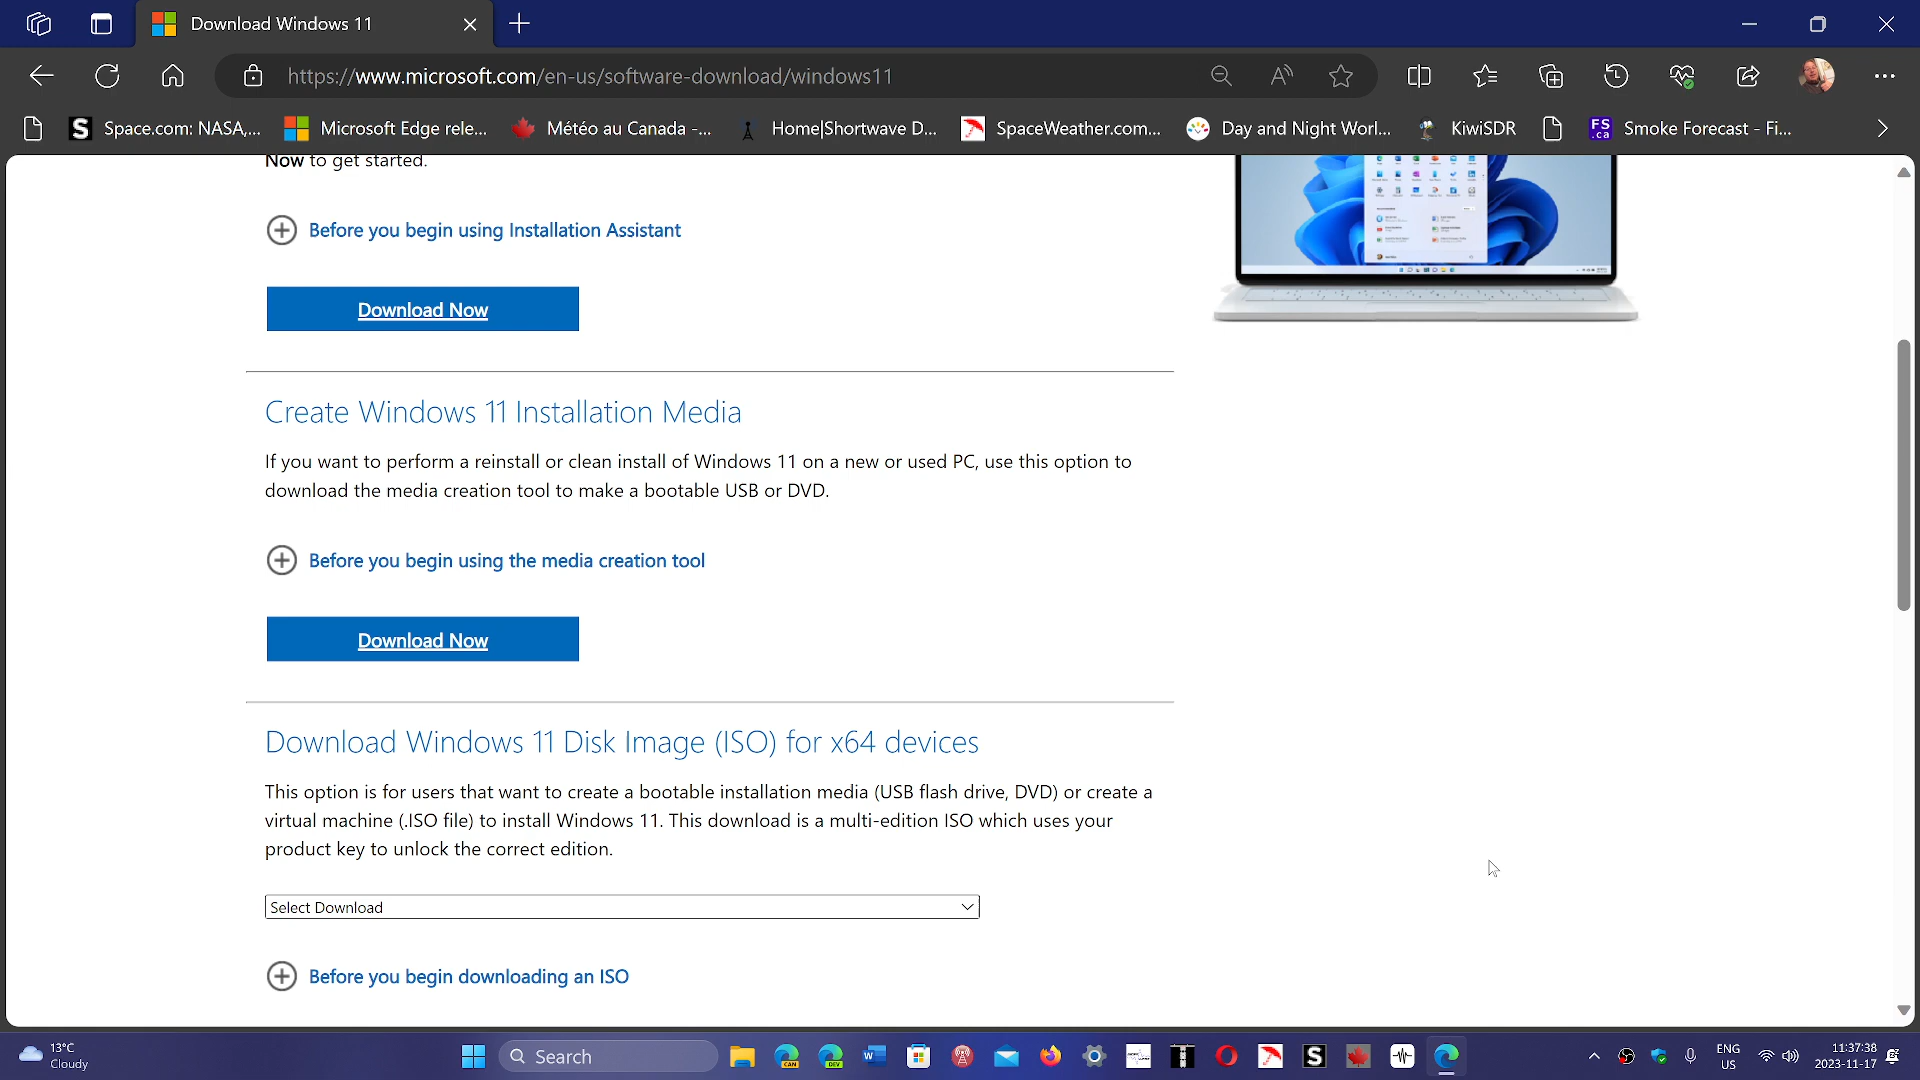 Download Windows 11
https://www.microsoft.com/en-us/software-download/windows11
Space.com: NASA,...
Microsoft Edge rele...
Météo au Canada -...
Home|Shortwave D...
SpaceWeather.com...
Day and Night Worl...
KiwiSDR
FS
.ca
Smoke Forecast - Fi...
Now to get started.
Before you begin using Installation Assistant
Download Now
Create Windows 11 Installation Media
If you want to perform a reinstall or clean install of Windows 11 on a new or used PC, use this option to
download the media creation tool to make a bootable USB or DVD.
Before you begin using the media creation tool
Download Now
Download Windows 11 Disk Image (ISO) for x64 devices
This option is for users that want to create a bootable installation media (USB flash drive, DVD) or create a
virtual machine (.ISO file) to install Windows 11. This download is a multi-edition ISO which uses your
product key to unlock the correct edition.
Select Download
Before you begin downloading an ISO
13°C
Cloudy
Search
CAN
DEV
ENG
US
11:37:38
2023-11-17